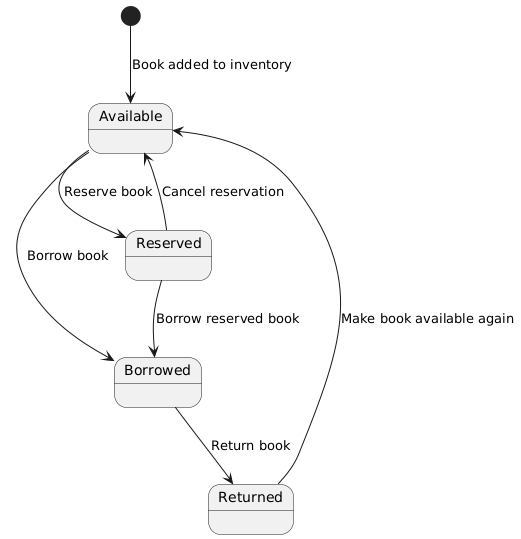 Book added to inventory
Available
Reserve book
Cancel reservation
Borrow book
Reserved
Borrow reserved book
Make book available again
Borrowed
Return book
Returned